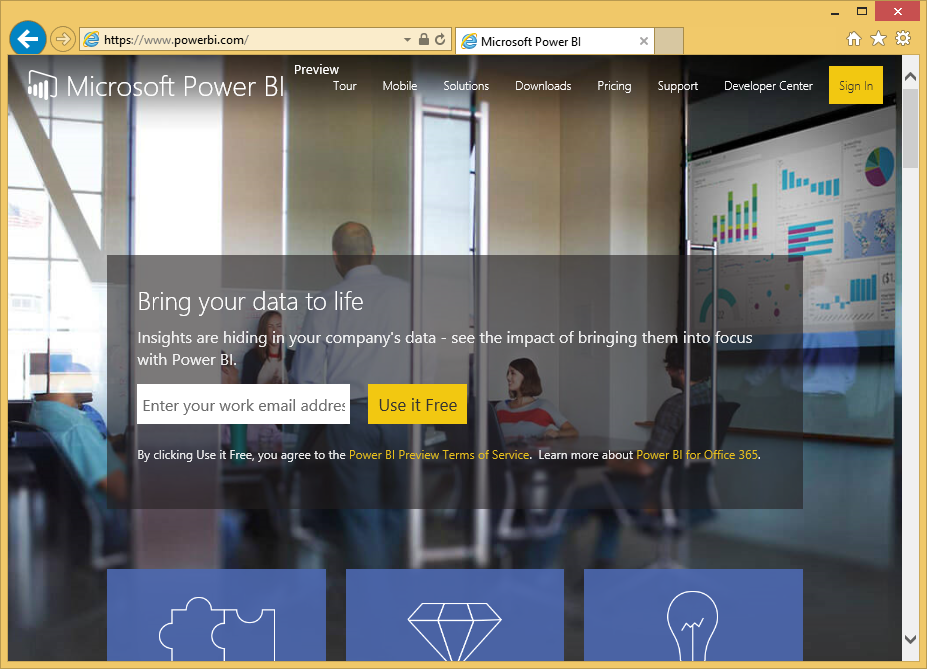 https://www.powerbi.com/
Microsoft Power BI
Microsoft Power BI
Preview
Tour
Mobile
Solutions
Downloads
Pricing
Support
Developer Center
Sign In
Bring your data to life
Insights are hiding in your company's data - see the impact of bringing them into focus
with Power BI.
Enter your work email addres
Use it Free
By clicking Use it Free, you agree to the Power BI Preview Terms of Service. Learn more about Power BI for Office 365.